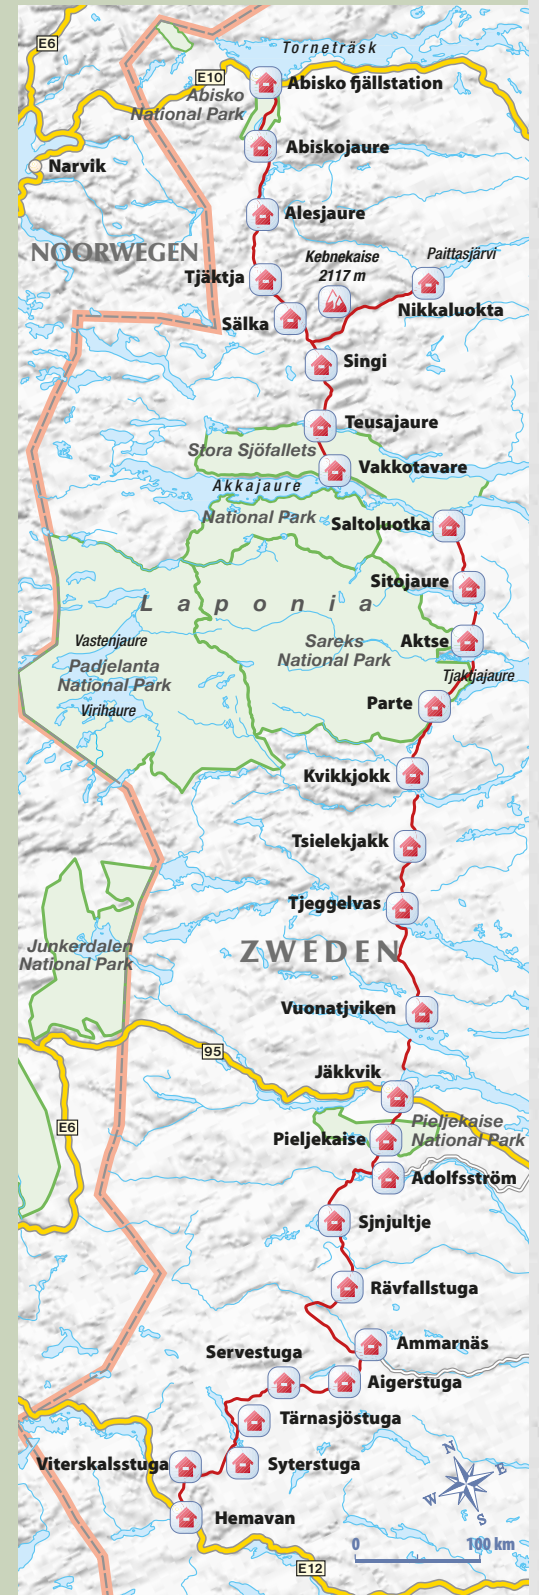 E6
Torneträsk
E10
Abisko fjällstation
Abisko
National Park
Abiskojaure
Narvik
Alesjaure
NOORWEGEN
Kebnekaise
2117 m
Paittasjärvi
Tjäktja
Nikkaluokta
Sälka
Singi
Teusajaure
Stora Sjöfallets
Vakkotavare
Akkajaure
National Park
Saltoluotka
Sitojaure
Laponia
Vastenjaure
Sareks
National Park
Aktse
Padjelanta
National Park
Tjaktjajaure
Virihaure
Parte
Kvikkjokk
Tsielekjakk
Tjeggelvas
Junkerdalen
National Park
ZWEDEN
Vuonatjviken
95
Jäkkvik
E6
Pieljekaise
National Park
Pieljekaise
Adolfsström
Sjnjultje
Rävfallstuga
Ammarnäs
Servestuga
Aigerstuga
Tärnasjöstuga
Viterskalsstuga
Syterstuga
N
E
W
S
Hemavan
0 100 km
E12